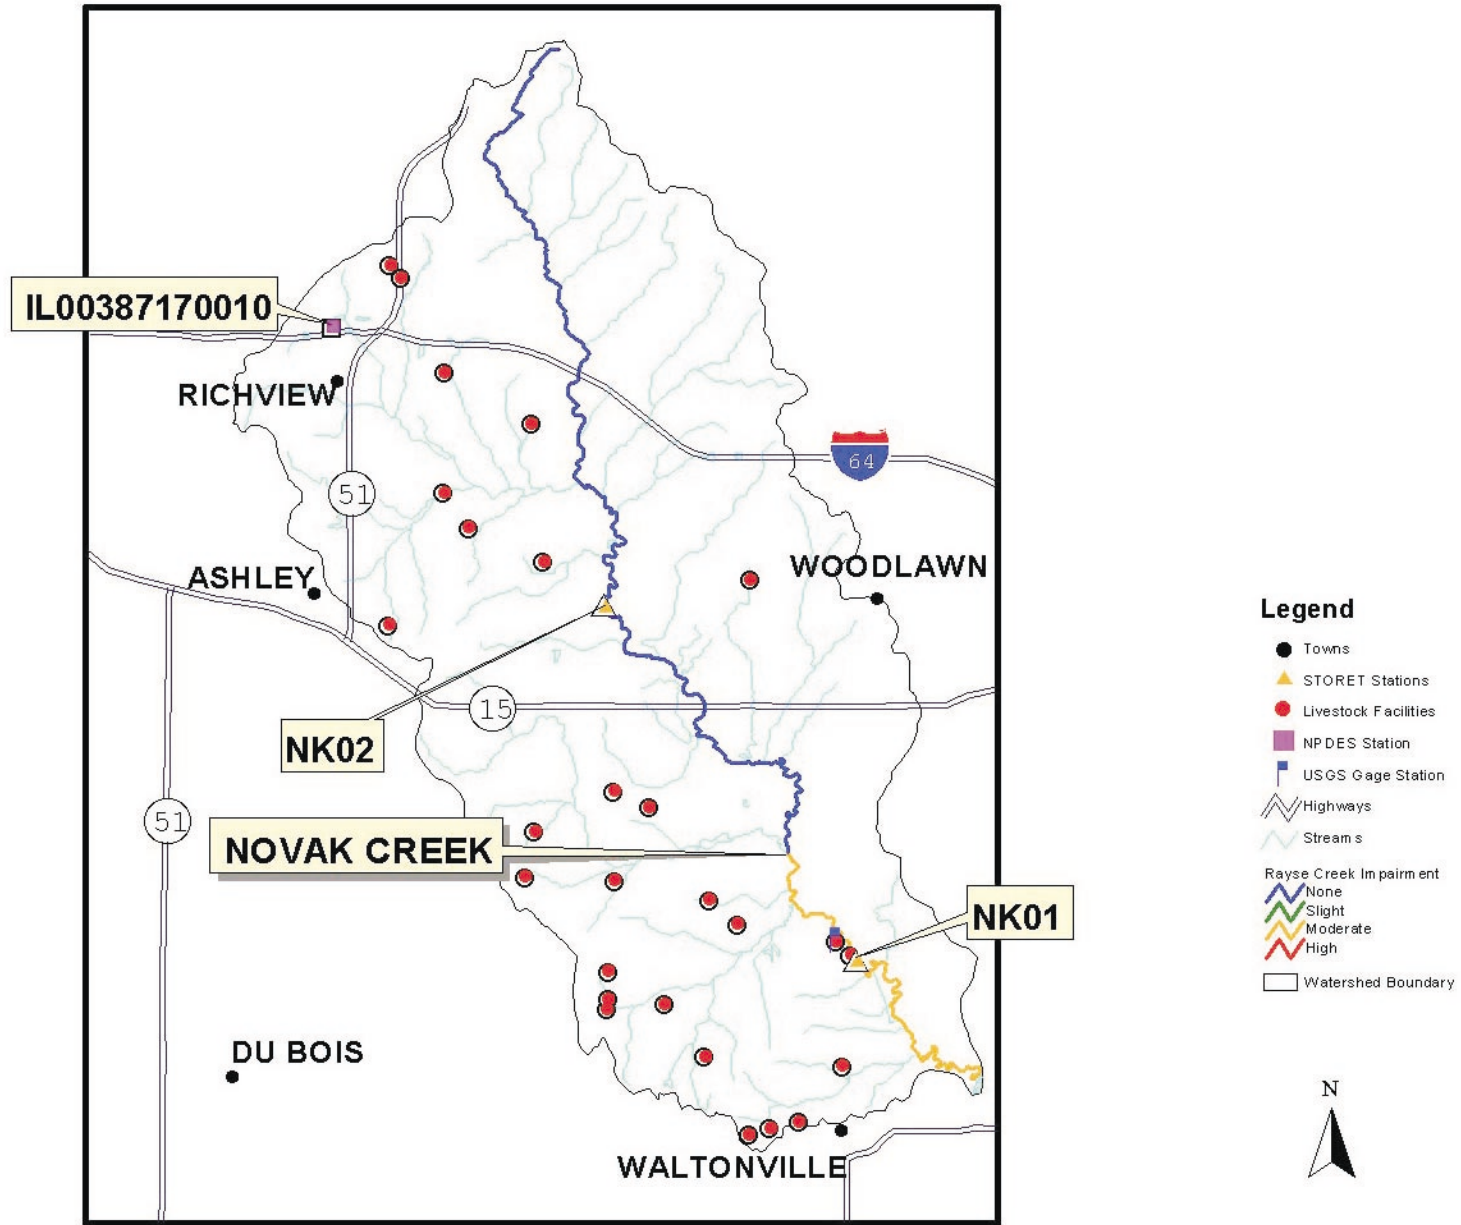 IL00387170010
RICHVIEW
64
51
ASHLEY
WOODLAWN
15
NK02
51
NOVAK CREEK
NK01
DU BOIS
WALTONVILLE
Legend
Towns
STORET Stations
Livestock Facilities
NPDES Station
USGS Gage Station
Highways
Streams
Rayse Creek Impairment
None
Slight
Moderate
High
Watershed Boundary
N